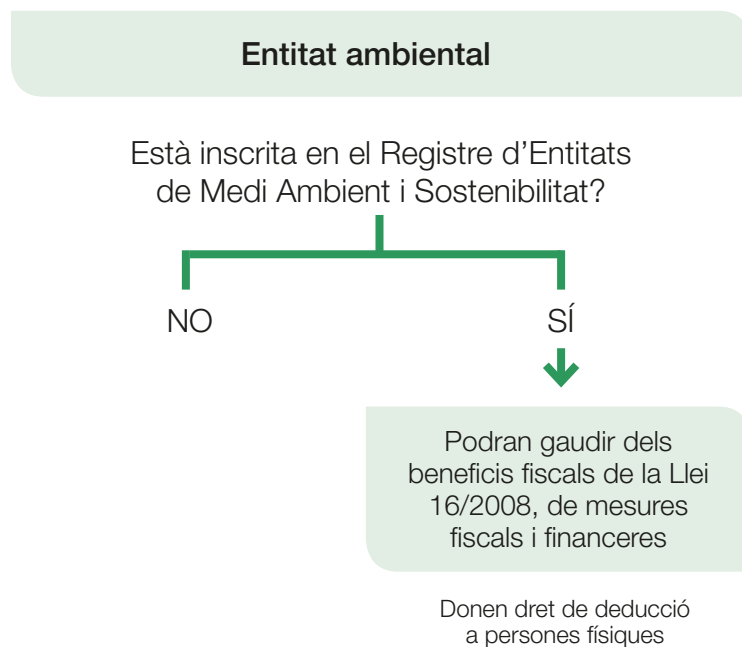 Entitat ambiental
Està inscrita en el Registre d’Entitats
de Medi Ambient i Sostenibilitat?
NO
SÍ
Podran gaudir dels
beneficis fiscals de la Llei
16/2008, de mesures
fiscals i financeres
Donen dret de deducció
a persones físiques